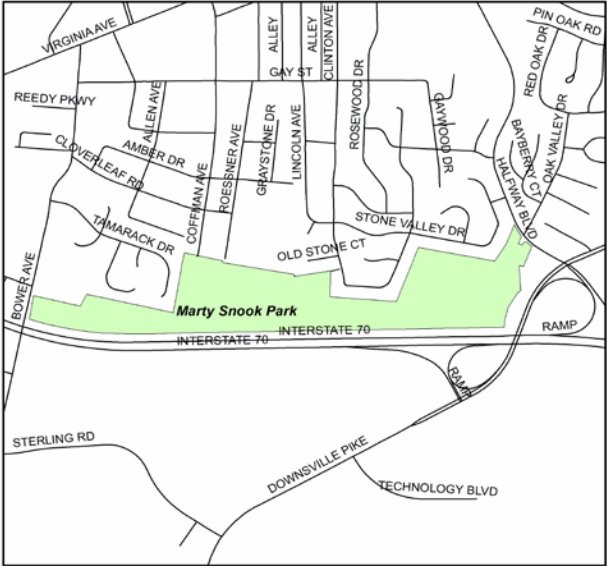 PIN OAK RD
VIRGINIA AVE
ALLEY
ALLEY
CLINTON AVE
RED OAK DR
GAY ST
REEDY PKWY
ALLEN AVE
ROSEWOOD DR
GAYWOOD DR
OAK VALLEY DR
BAYBERRY CT
AMBER DR
CLOVERLEAF RD
COFFMAN AVE
ROESSNER AVE
GRAYSTONE DR
LINCOLN AVE
HALFWAY BLVD
TAMARACK DR
STONE VALLEY DR
OLD STONE CT
BOWER AVE
Marty Snook Park
INTERSTATE 70
INTERSTATE 70
RAMP
RAMP
STERLING RD
DOWNSVILLE PIKE
TECHNOLOGY BLVD